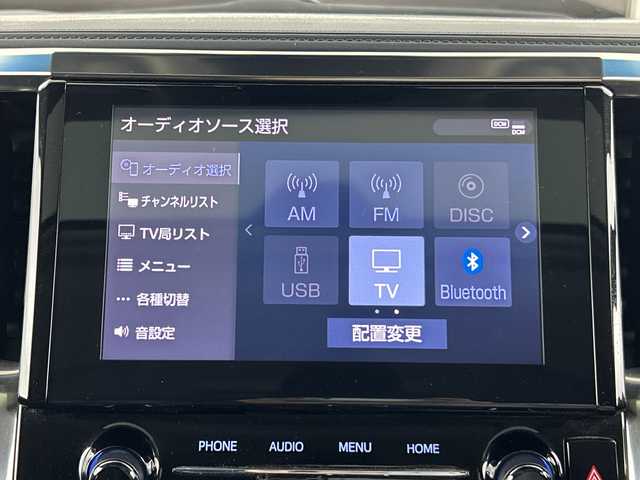 オーディオソース選択
DCM
DCM
オーディオ選択
チャンネルリスト
TV局リスト
メニュー
各種切替
音設定
AM FM DISC
USB TV Bluetooth
配置変更
PHONE AUDIO MENU HOME